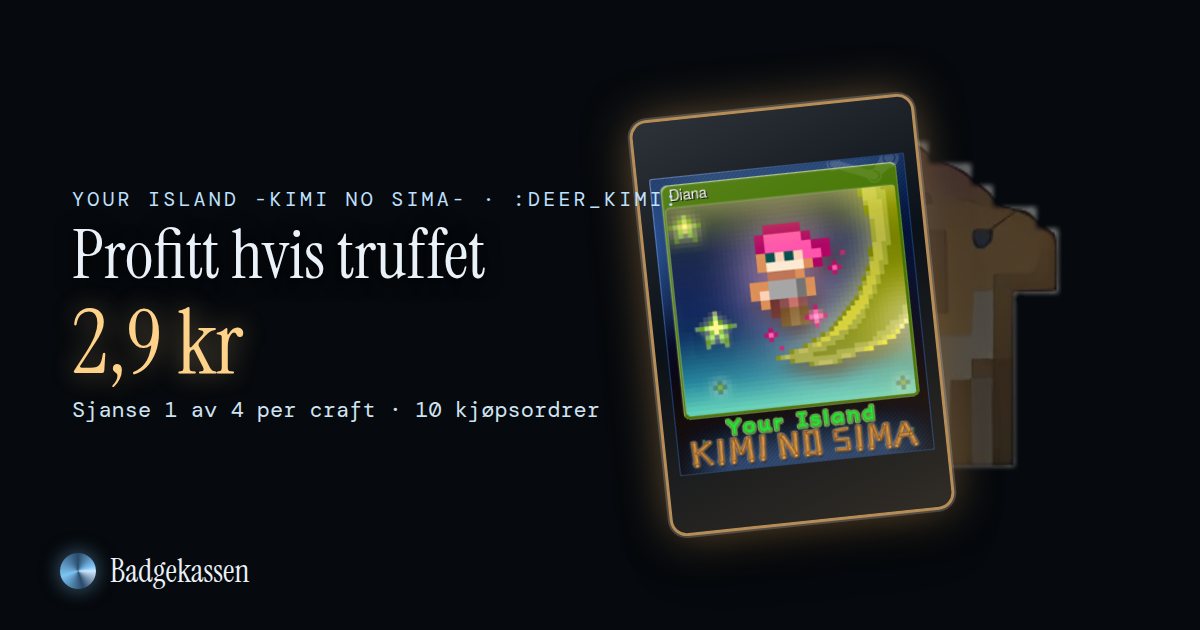 YOUR ISLAND -KIMI NO SIMA- · :DEER_KIMI:
Profitt hvis truffet
2,9 kr
Sjanse 1 av 4 per craft · 10 kjøpsordrer
Diana
Your Island
KIMI NO SIMA
Badgekassen